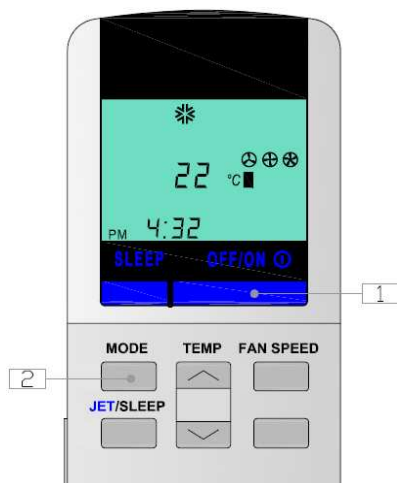 22 °C
PM 4:32
SLEEP OFF/ON
1
MODE TEMP FAN SPEED
2
JET/SLEEP